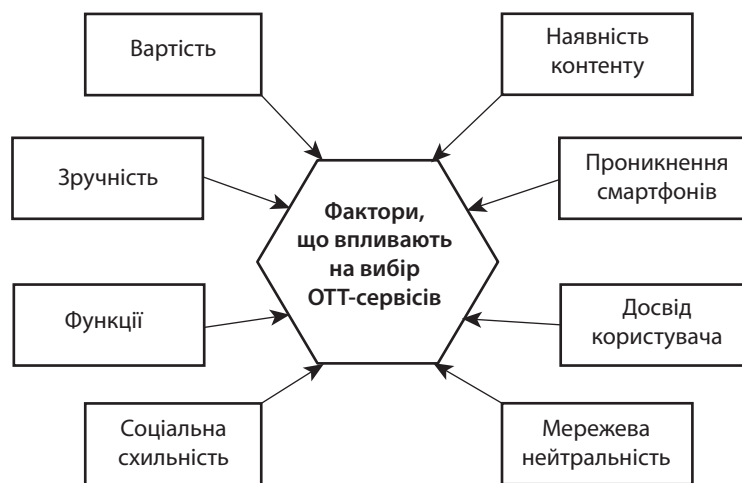 Вартість
Наявність
контенту
Зручність
Проникнення
смартфонів
Фактори,
що впливають
на вибір
ОТТ-сервісів
Функції
Досвід
користувача
Соціальна
схильність
Мережева
нейтральність